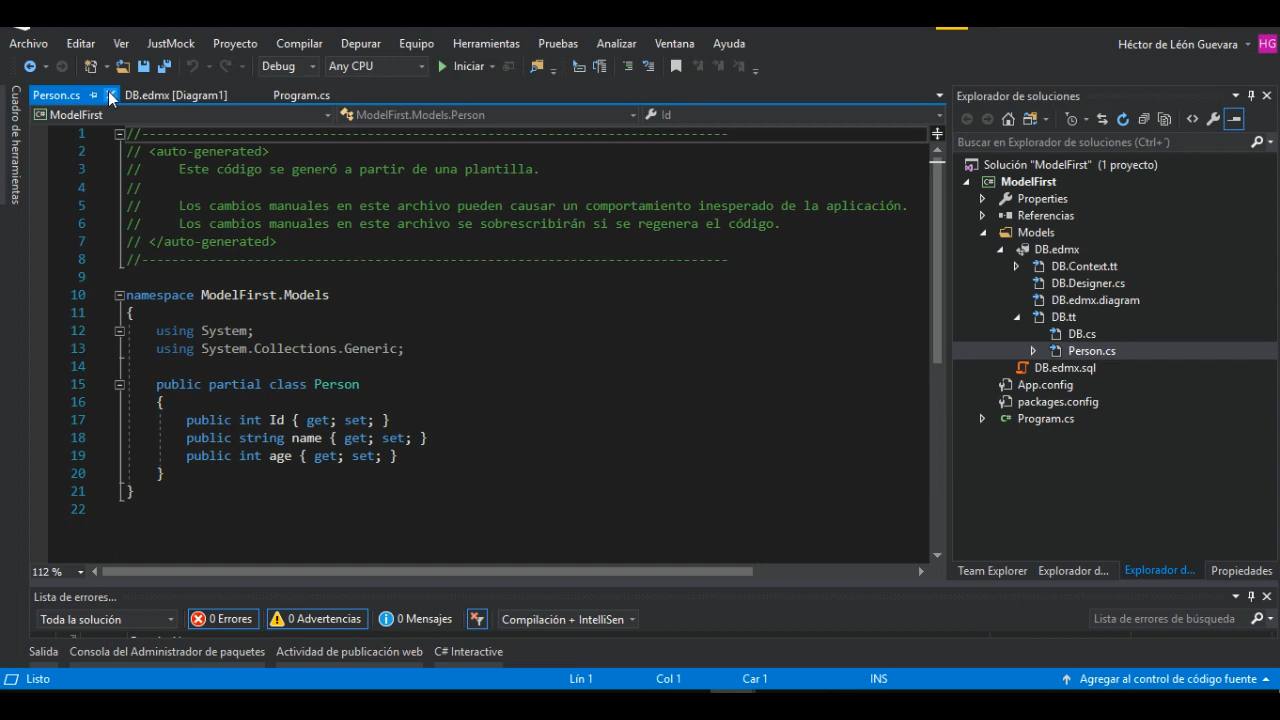 Archivo Editar Ver JustMock Proyecto Compilar Depurar Equipo Herramientas Pruebas Analizar Ventana Ayuda Héctor de León Guevara HG
Debug Any CPU Iniciar
Person.cs DB.edmx [Diagram1] Program.cs
ModelFirst ModelFirst.Models.Person Id
Cuadro de herramientas
1 //-------------------------------------------------------------------------------
2 // <auto-generated>
3 // Este código se generó a partir de una plantilla.
4 //
5 // Los cambios manuales en este archivo pueden causar un comportamiento inesperado de la aplicación.
6 // Los cambios manuales en este archivo se sobrescribirán si se regenera el código.
7 // </auto-generated>
8 //-------------------------------------------------------------------------------
9
10 namespace ModelFirst.Models
11 {
12 using System;
13 using System.Collections.Generic;
14
15 public partial class Person
16 {
17 public int Id { get; set; }
18 public string name { get; set; }
19 public int age { get; set; }
20 }
21 }
22
112 %
Explorador de soluciones
Buscar en Explorador de soluciones (Ctrl+´)
Solución "ModelFirst" (1 proyecto)
ModelFirst
Properties
Referencias
Models
DB.edmx
DB.Context.tt
DB.Designer.cs
DB.edmx.diagram
DB.tt
DB.cs
Person.cs
DB.edmx.sql
App.config
packages.config
Program.cs
Team Explorer Explorador d... Explorador d... Propiedades
Lista de errores...
Toda la solución 0 Errores 0 Advertencias 0 Mensajes Compilación + IntelliSen Lista de errores de búsqueda
Salida Consola del Administrador de paquetes Actividad de publicación web C# Interactive
Listo Lín 1 Col 1 Car 1 INS Agregar al control de código fuente